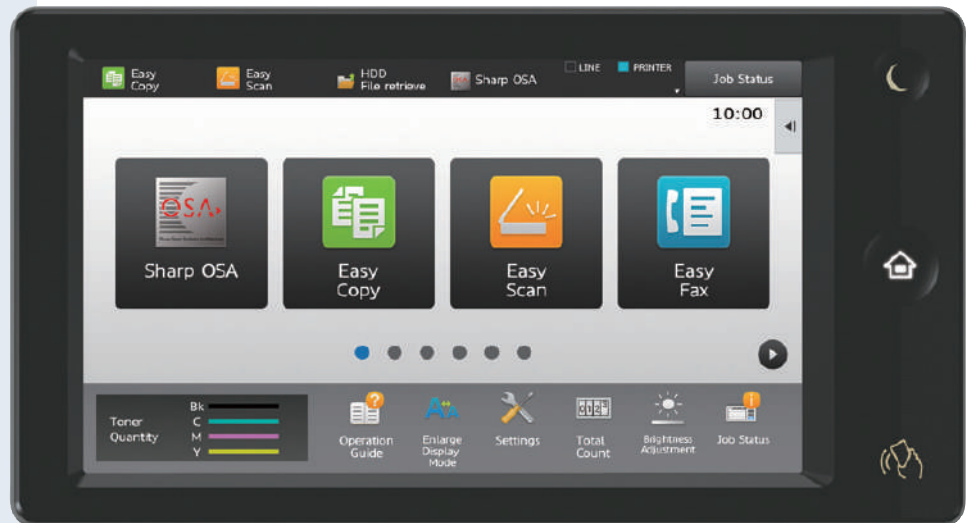 Easy
Copy
Easy
Scan
HDD
File retrieve
Sharp OSA
LINE
PRINTER
Job Status
10:00
OSA
Sharp OSA
Easy
Copy
Easy
Scan
Easy
Fax
Toner
Quantity
Bk
C
M
Y
Operation
Guide
Enlarge
Display
Mode
Settings
Total
Count
Brightness
Adjustment
Job Status